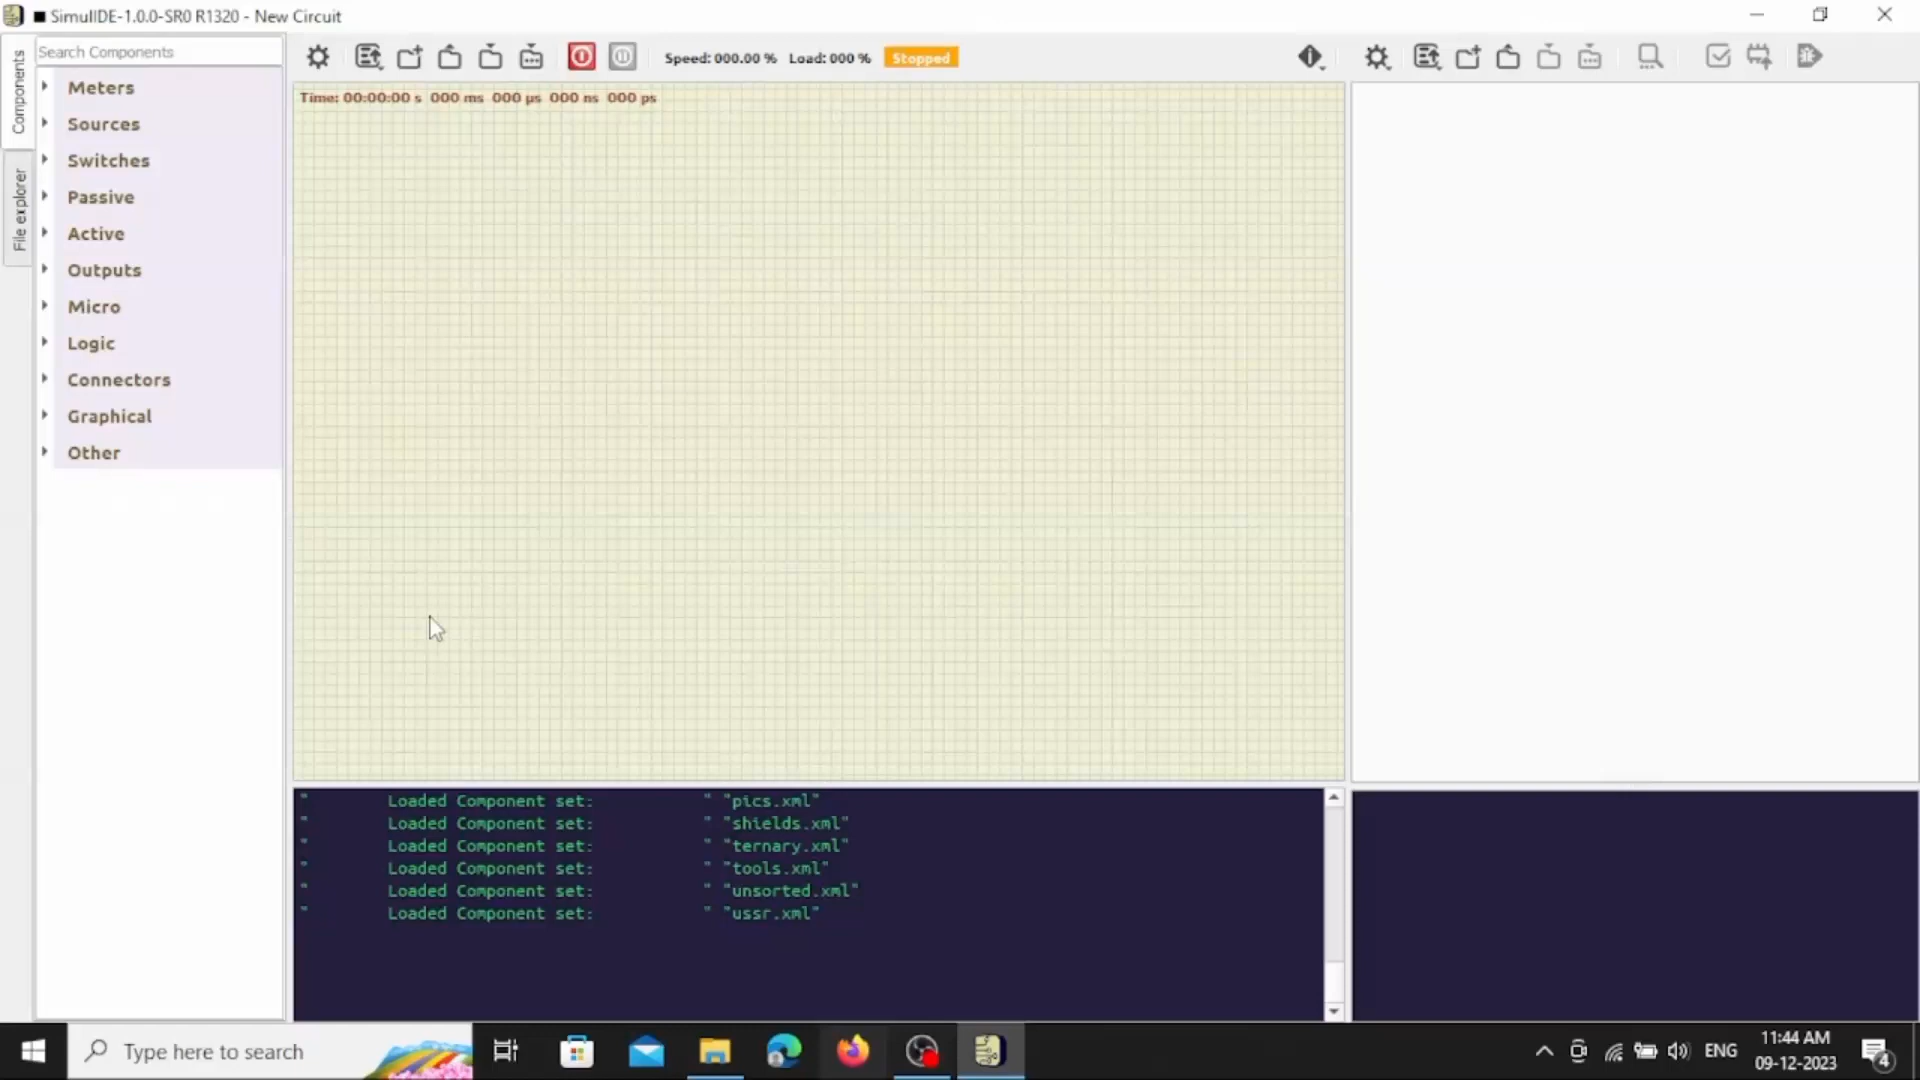 SimulIDE-1.0.0-SR0 R1320 - New Circuit
Components
File explorer
Search Components
Meters
Sources
Switches
Passive
Active
Outputs
Micro
Logic
Connectors
Graphical
Other
Speed: 000.00 % Load: 000 % Stopped
Time: 00:00:00 s 000 ms 000 µs 000 ns 000 ps
" Loaded Component set: " "pics.xml"
" Loaded Component set: " "shields.xml"
" Loaded Component set: " "ternary.xml"
" Loaded Component set: " "tools.xml"
" Loaded Component set: " "unsorted.xml"
" Loaded Component set: " "ussr.xml"
Type here to search
ENG
11:44 AM
09-12-2023
4